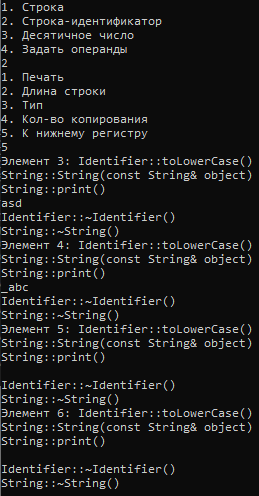 1. Строка
2. Строка-идентификатор
3. Десятичное число
4. Задать операнды
2
1. Печать
2. Длина строки
3. Тип
4. Кол-во копирования
5. К нижнему регистру
5
Элемент 3: Identifier::toLowerCase()
String::String(const String& object)
String::print()
asd
Identifier::~Identifier()
String::~String()
Элемент 4: Identifier::toLowerCase()
String::String(const String& object)
String::print()
_abc
Identifier::~Identifier()
String::~String()
Элемент 5: Identifier::toLowerCase()
String::String(const String& object)
String::print()
Identifier::~Identifier()
String::~String()
Элемент 6: Identifier::toLowerCase()
String::String(const String& object)
String::print()
Identifier::~Identifier()
String::~String()